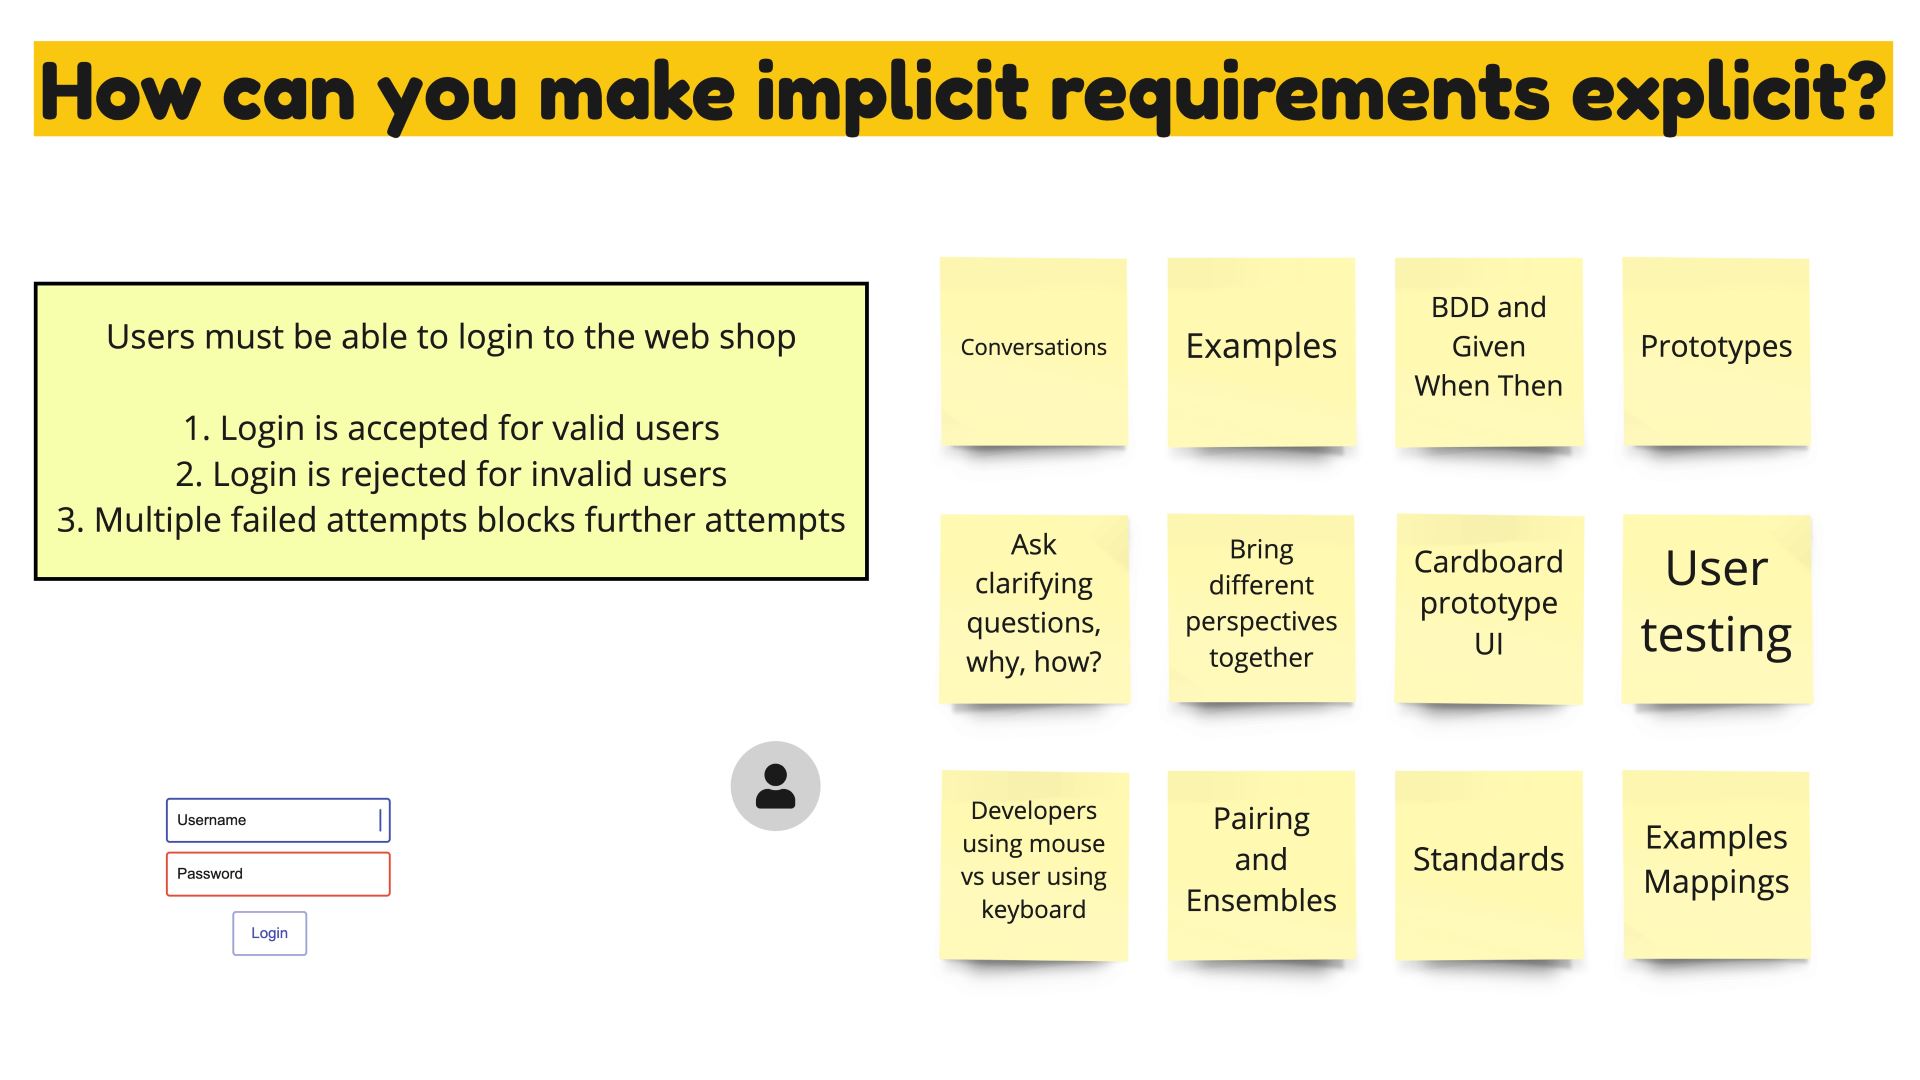 How can you make implicit requirements explicit?
Users must be able to login to the web shop
1. Login is accepted for valid users
2. Login is rejected for invalid users
3. Multiple failed attempts blocks further attempts
Username
Password
Login
Conversations
Examples
BDD and
Given
When Then
Prototypes
Ask
clarifying
questions,
why, how?
Bring
different
perspectives
together
Cardboard
prototype
UI
User
testing
Developers
using mouse
vs user using
keyboard
Pairing
and
Ensembles
Standards
Examples
Mappings